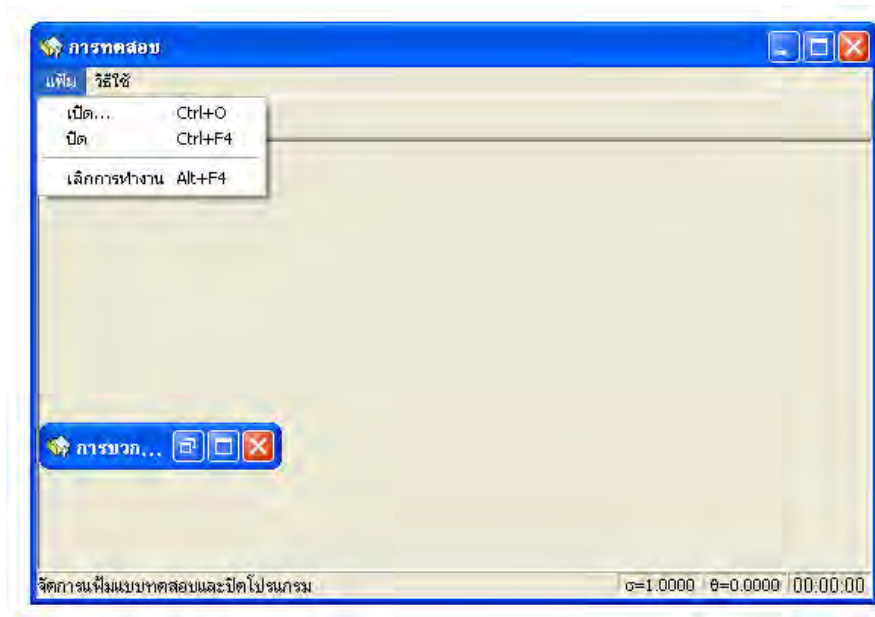 การทดสอบ
แฟ้ม วิธีใช้
เปิด... Ctrl+O
ปิด Ctrl+F4
เลิกการทำงาน Alt+F4
การบวก...
จัดการแฟ้มแบบทดสอบและปิดโปรแกรม σ=1.0000 θ=0.0000 00:00:00